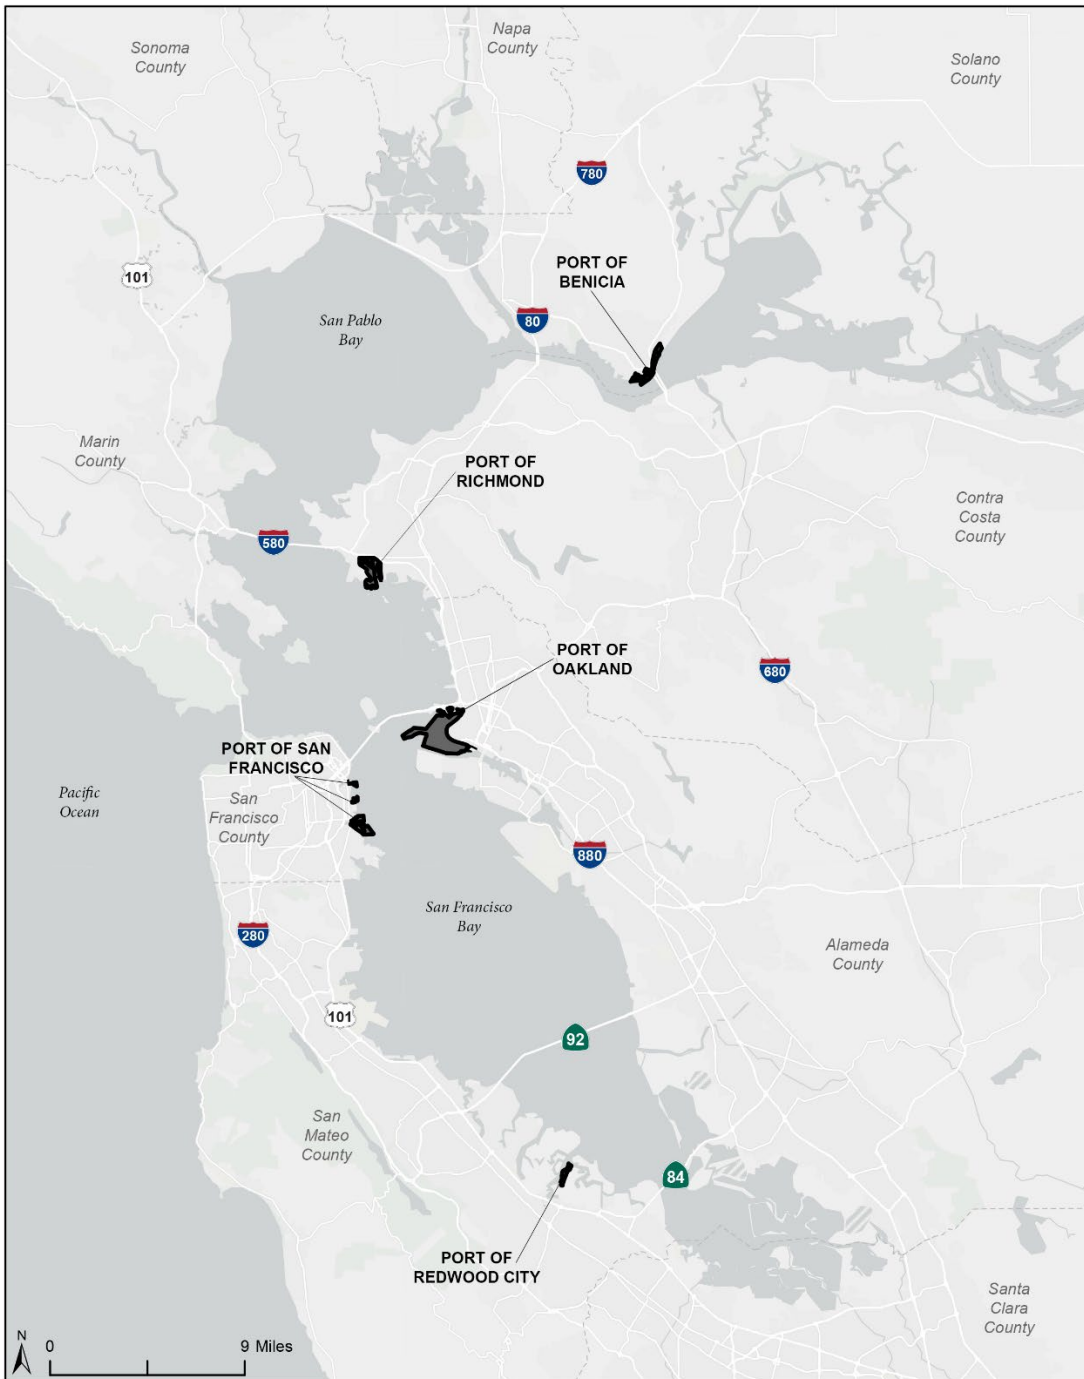 Napa
County
Sonoma
County
Solano
County
780
PORT OF
BENICIA
101
80
San Pablo
Bay
Marin
County
PORT OF
RICHMOND
Contra
Costa
County
580
PORT OF
OAKLAND
680
PORT OF SAN
FRANCISCO
Pacific
Ocean
San
Francisco
County
880
San Francisco
Bay
280
Alameda
County
101
92
San
Mateo
County
84
PORT OF
REDWOOD CITY
Santa
Clara
County
N
0 9 Miles